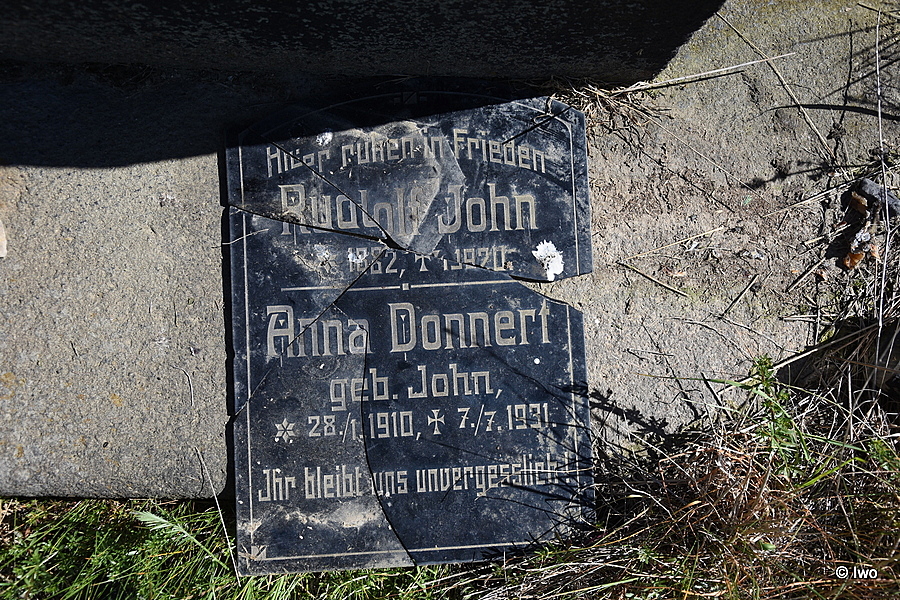 Hier ruhen in Frieden
Rudolf John
* 1882, † 1920.
Anna Donnert
geb. John,
* 28./1. 1910, † 7./7. 1931.
Ihr bleibt uns unvergesslich!
© Iwo